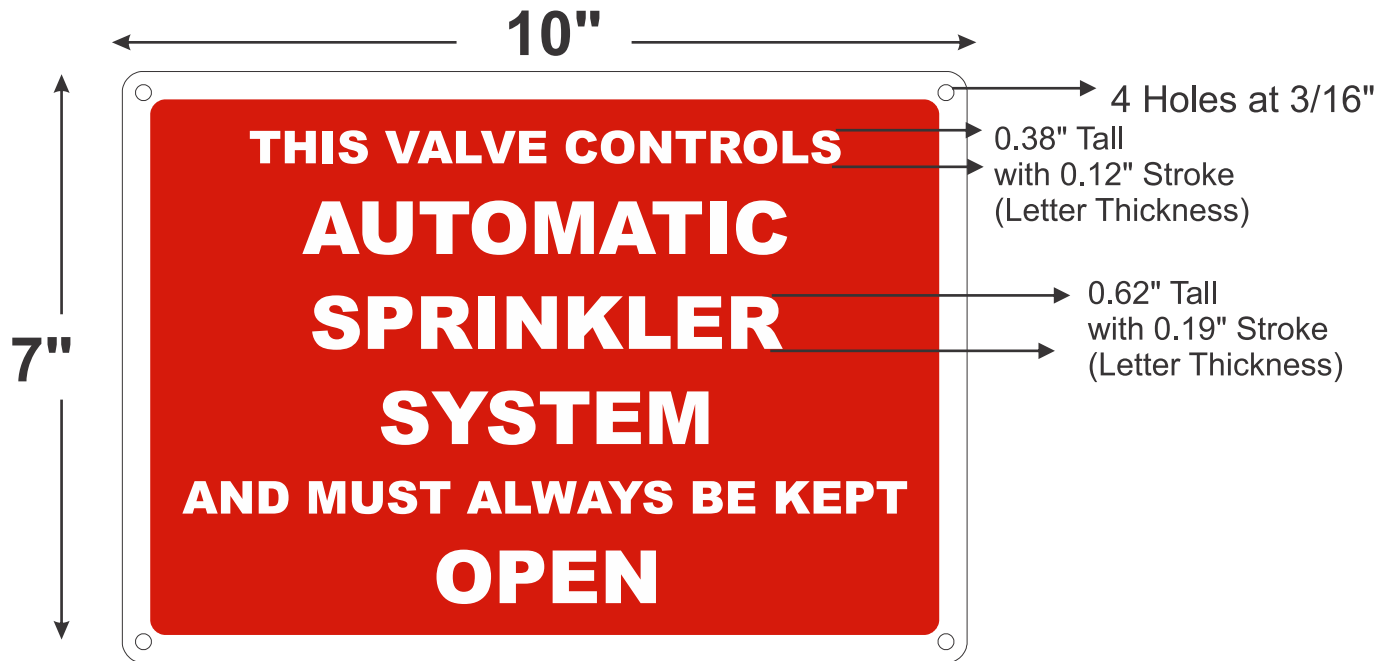 10"
7"
4 Holes at 3/16"
THIS VALVE CONTROLS
0.38" Tall
with 0.12" Stroke
(Letter Thickness)
AUTOMATIC
SPRINKLER
0.62" Tall
with 0.19" Stroke
(Letter Thickness)
SYSTEM
AND MUST ALWAYS BE KEPT
OPEN